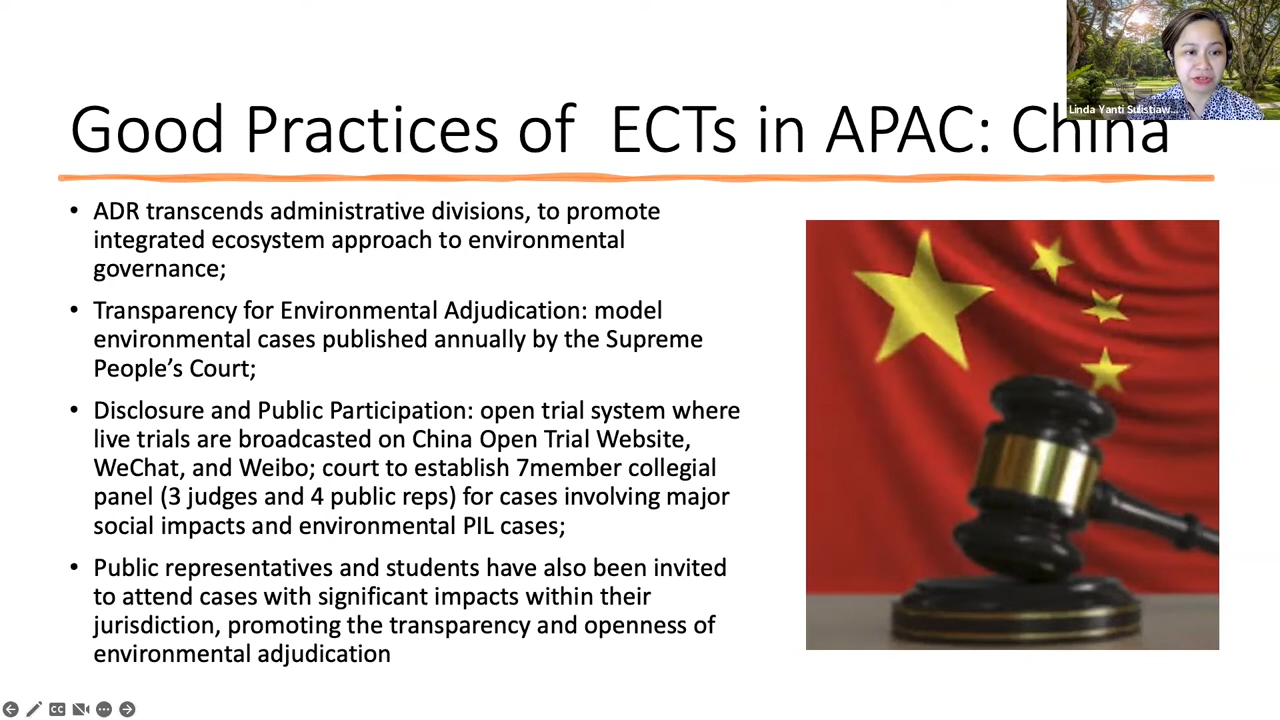 Linda Yanti Sulistiaw...
Good Practices of ECTs in APAC: China
• ADR transcends administrative divisions, to promote
integrated ecosystem approach to environmental
governance;
• Transparency for Environmental Adjudication: model
environmental cases published annually by the Supreme
People’s Court;
• Disclosure and Public Participation: open trial system where
live trials are broadcasted on China Open Trial Website,
WeChat, and Weibo; court to establish 7member collegial
panel (3 judges and 4 public reps) for cases involving major
social impacts and environmental PIL cases;
• Public representatives and students have also been invited
to attend cases with significant impacts within their
jurisdiction, promoting the transparency and openness of
environmental adjudication
CC